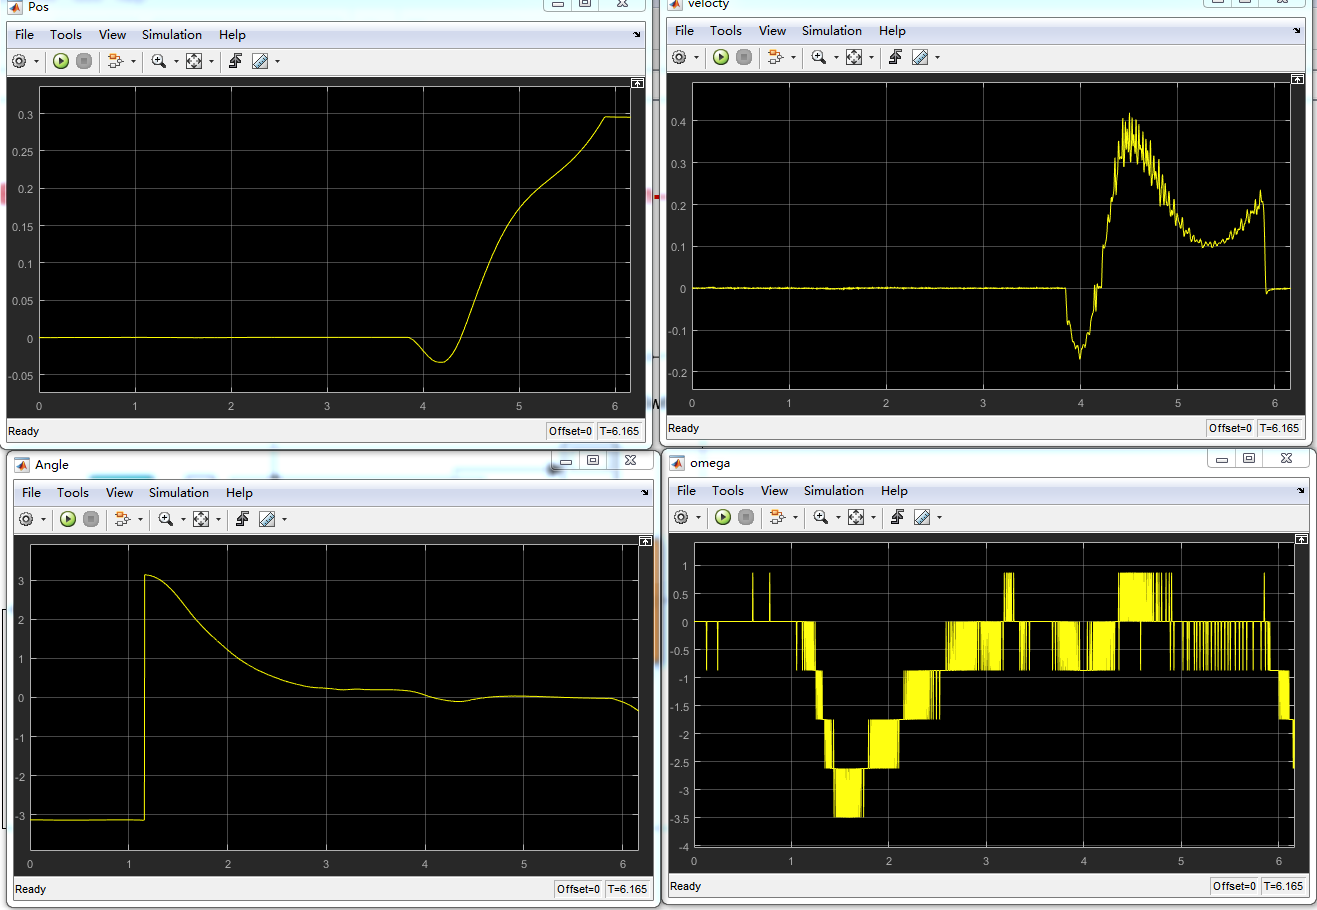 Pos
File Tools View Simulation Help
0.3
0.25
0.2
0.15
0.1
0.05
0
-0.05
0 1 2 3 4 5 6
Ready Offset=0 T=6.165
velocty
File Tools View Simulation Help
0.4
0.3
0.2
0.1
0
-0.1
-0.2
0 1 2 3 4 5 6
Ready Offset=0 T=6.165
Angle
File Tools View Simulation Help
3
2
1
0
-1
-2
-3
0 1 2 3 4 5 6
Ready Offset=0 T=6.165
omega
File Tools View Simulation Help
1
0.5
0
-0.5
-1
-1.5
-2
-2.5
-3
-3.5
-4
0 1 2 3 4 5 6
Ready Offset=0 T=6.165